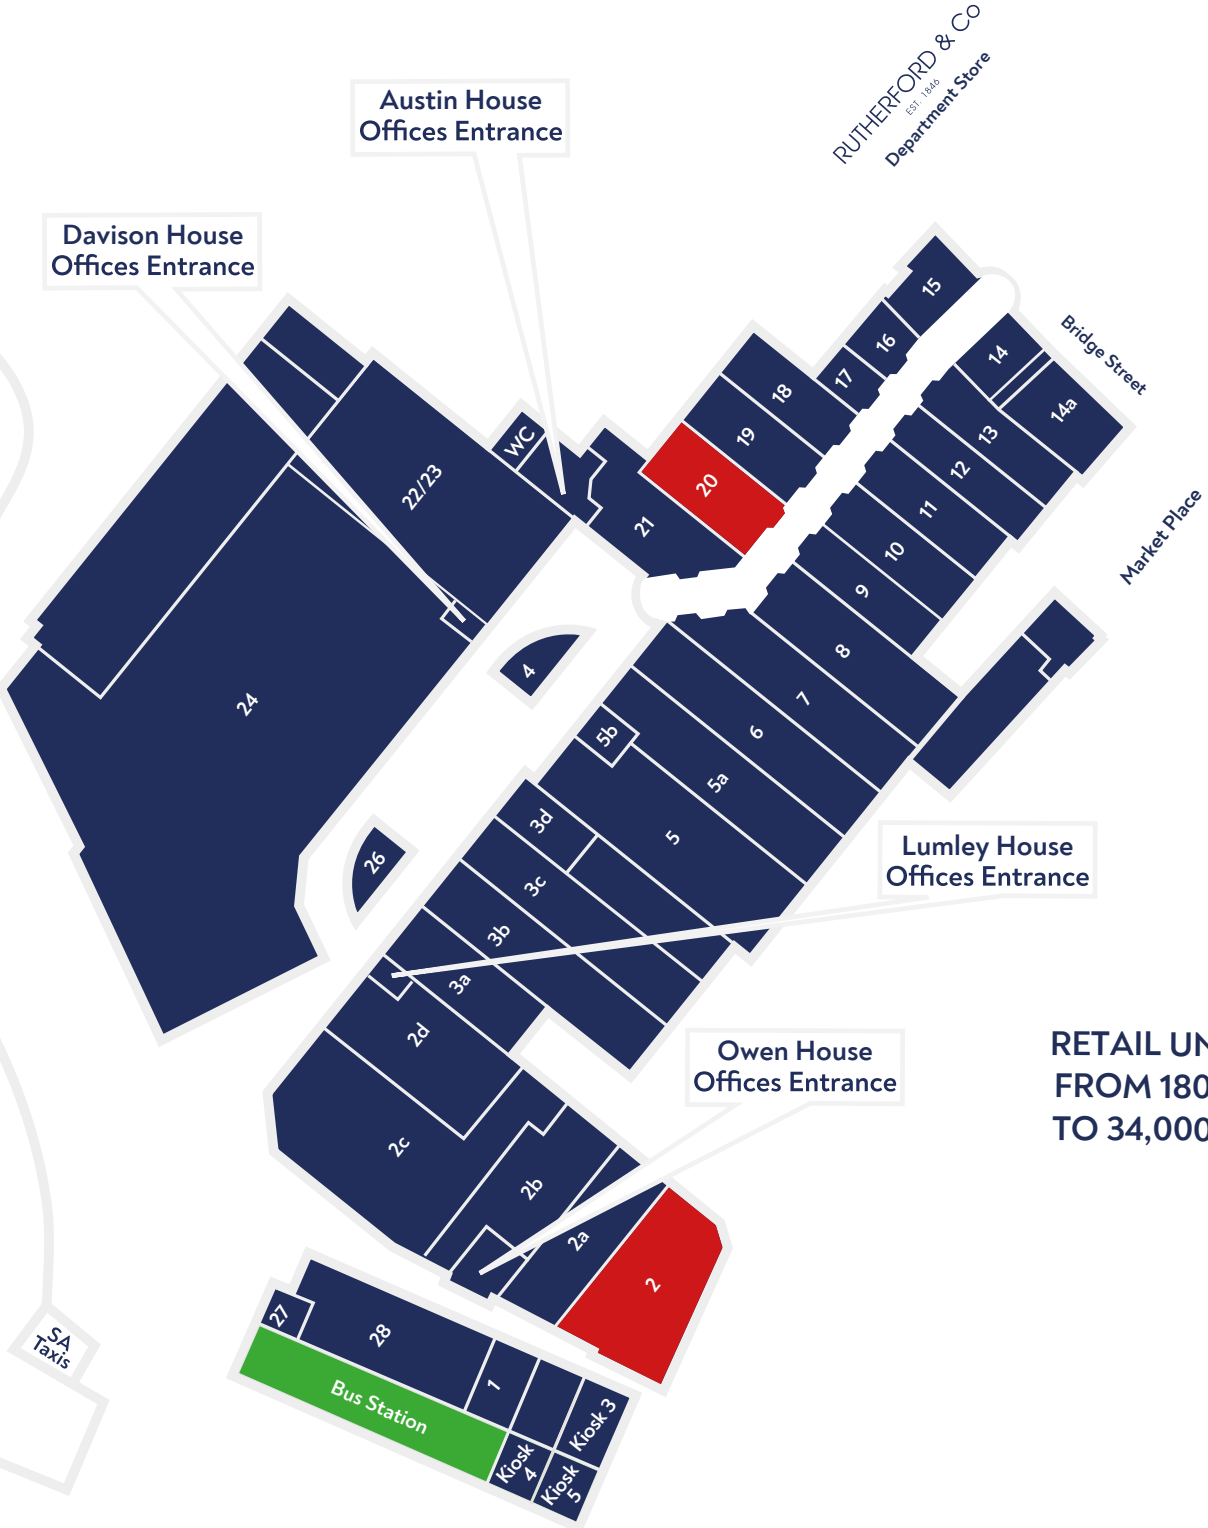 RUTHERFORD & Co
EST. 1846
Department Store
Austin House
Offices Entrance
Davison House
Offices Entrance
15
16
17
18
19
20
21
WC
22/23
24
14
14a
13
12
11
10
9
8
7
6
5b
5a
5
4
26
3d
3c
3b
3a
2d
2c
2b
2a
2
Bridge Street
Market Place
Lumley House
Offices Entrance
Owen House
Offices Entrance
RETAIL UN
FROM 180
TO 34,000
27
28
1
Kiosk 3
Kiosk
4
Kiosk
5
Bus Station
SA
Taxis